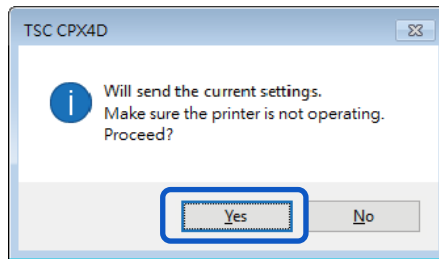 TSC CPX4D
Will send the current settings.
Make sure the printer is not operating.
Proceed?
Yes
No